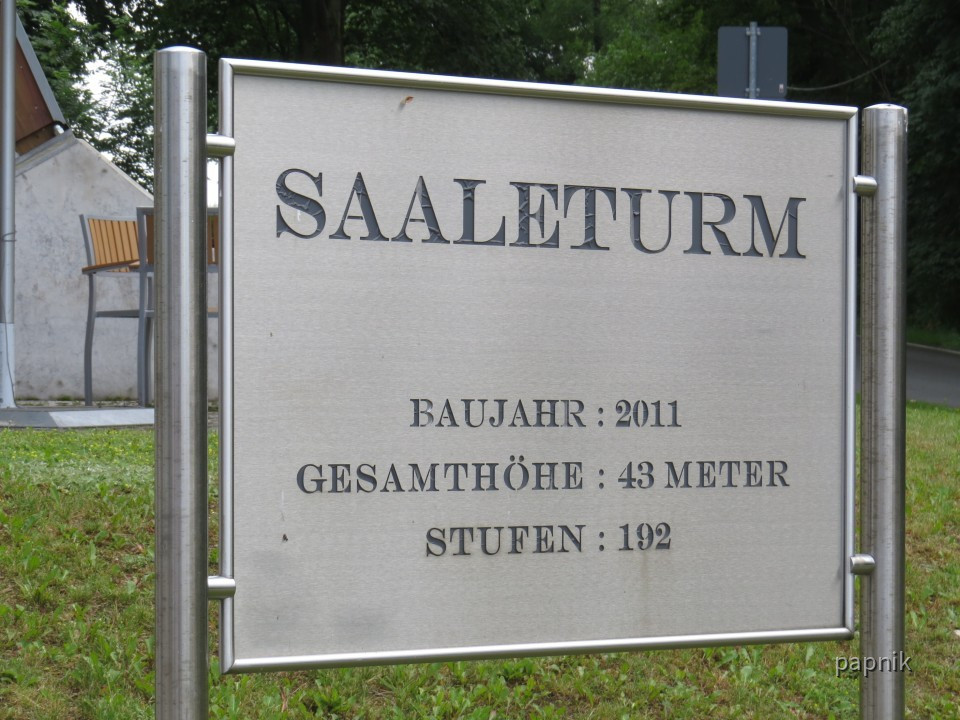 SAALETURM
BAUJAHR : 2011
GESAMTHÖHE : 43 METER
STUFEN : 192
papnik